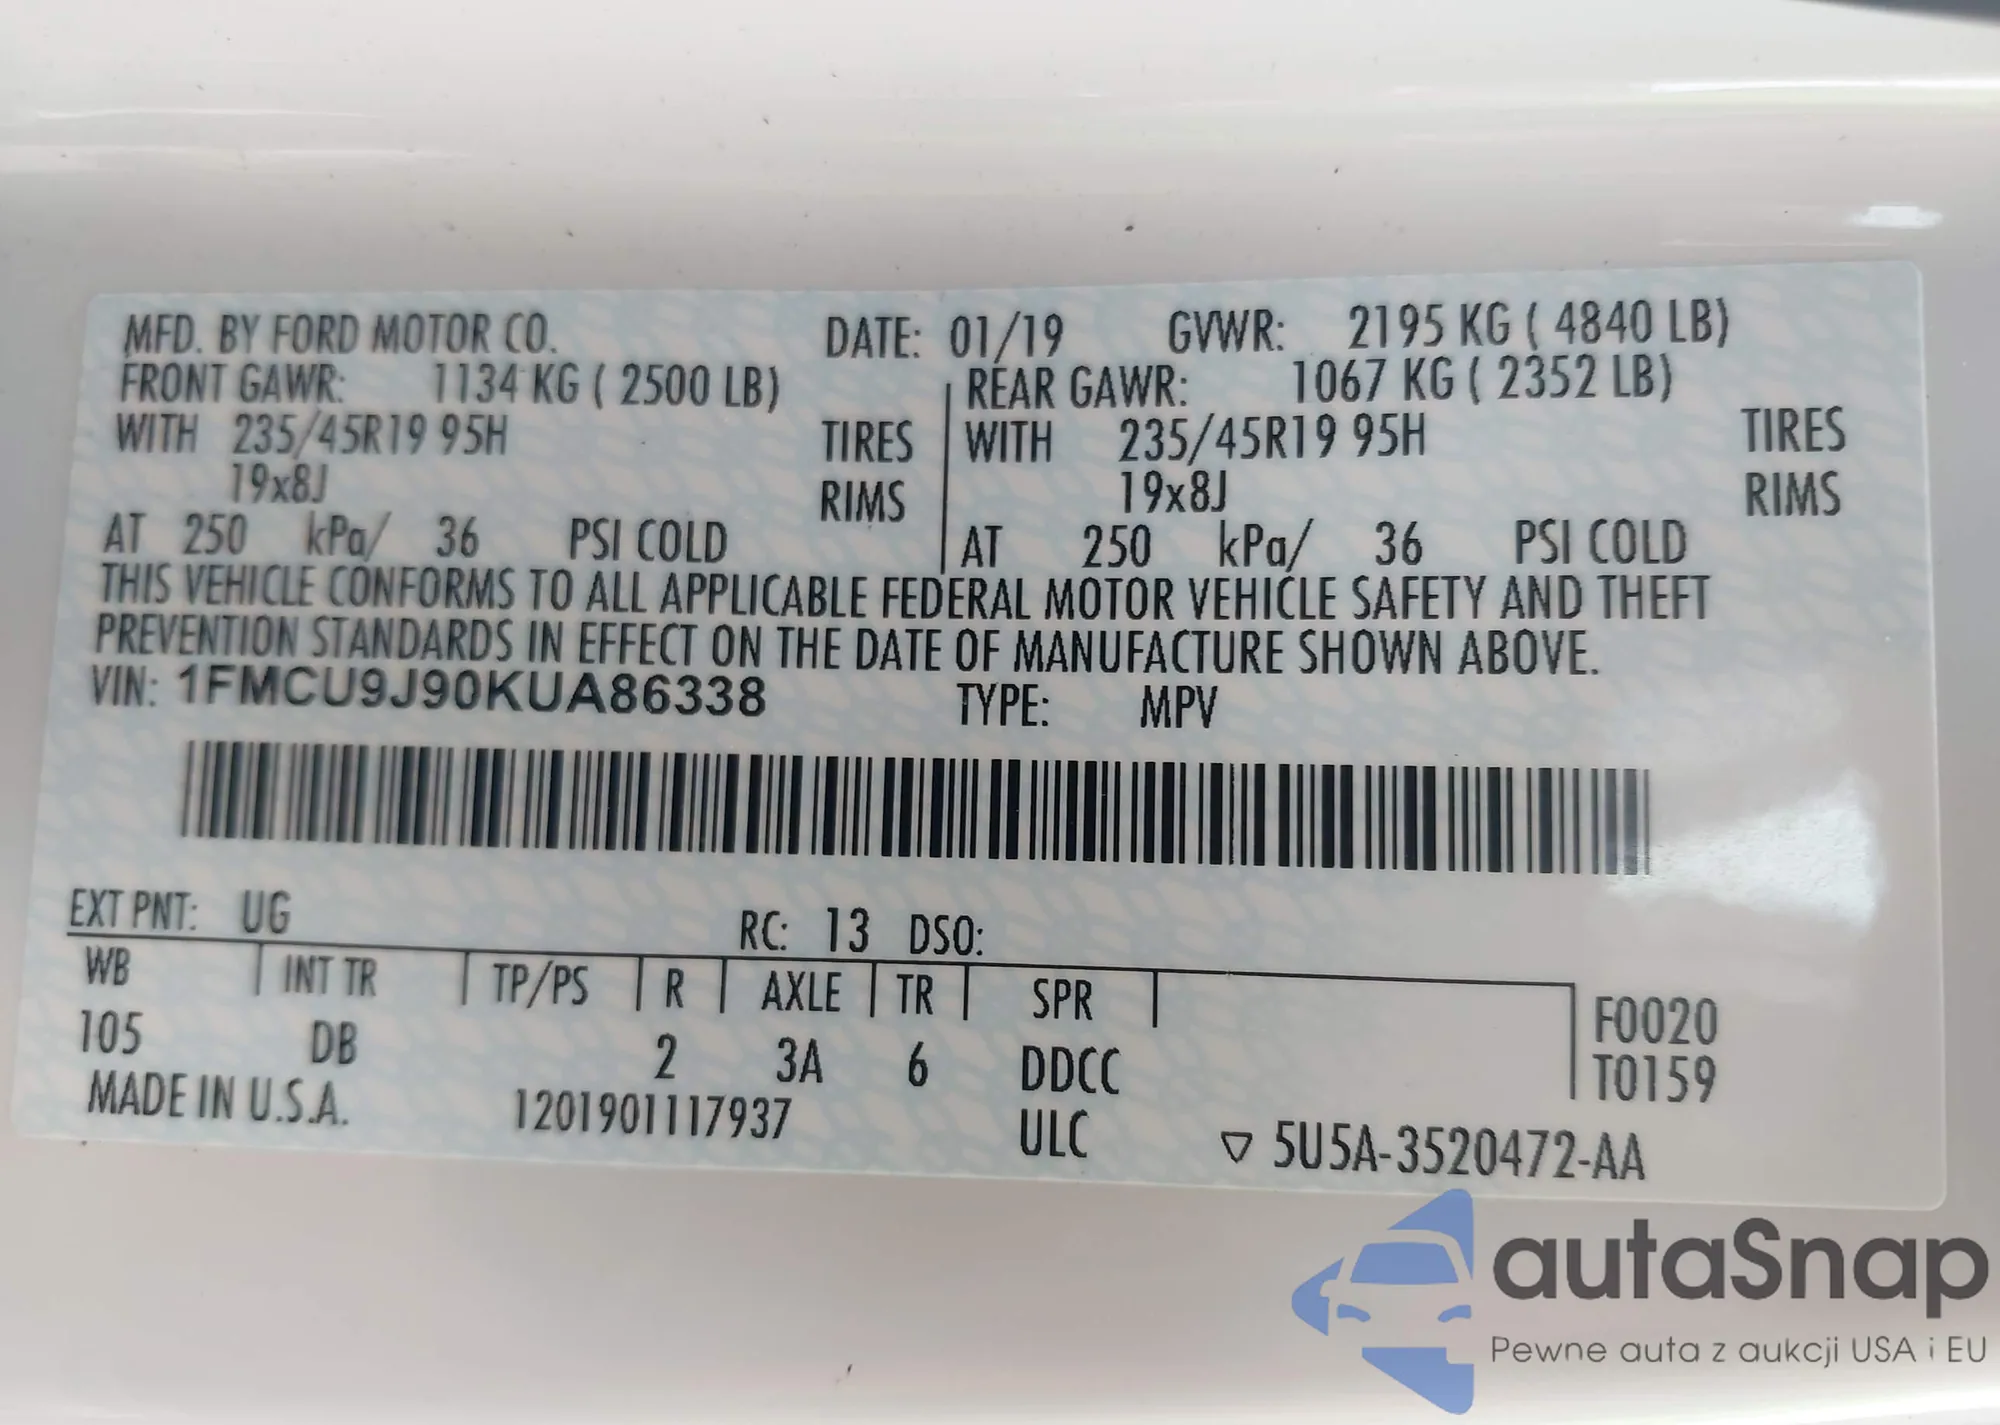 MFD. BY FORD MOTOR CO. DATE: 01/19 GVWR: 2195 KG ( 4840 LB)
FRONT GAWR: 1134 KG ( 2500 LB) REAR GAWR: 1067 KG ( 2352 LB)
WITH 235/45R19 95H TIRES WITH 235/45R19 95H TIRES
19x8J RIMS 19x8J RIMS
AT 250 kPa/ 36 PSI COLD AT 250 kPa/ 36 PSI COLD
THIS VEHICLE CONFORMS TO ALL APPLICABLE FEDERAL MOTOR VEHICLE SAFETY AND THEFT
PREVENTION STANDARDS IN EFFECT ON THE DATE OF MANUFACTURE SHOWN ABOVE.
VIN: 1FMCU9J90KUA86338 TYPE: MPV
EXT PNT: UG RC: 13 DSO:
WB INT TR TP/PS R AXLE TR SPR F0020
105 DB 2 3A 6 DDCC T0159
MADE IN U.S.A. 1201901117937 ULC ▽ 5U5A-3520472-AA
autaSnap
Pewne auta z aukcji USA i EU